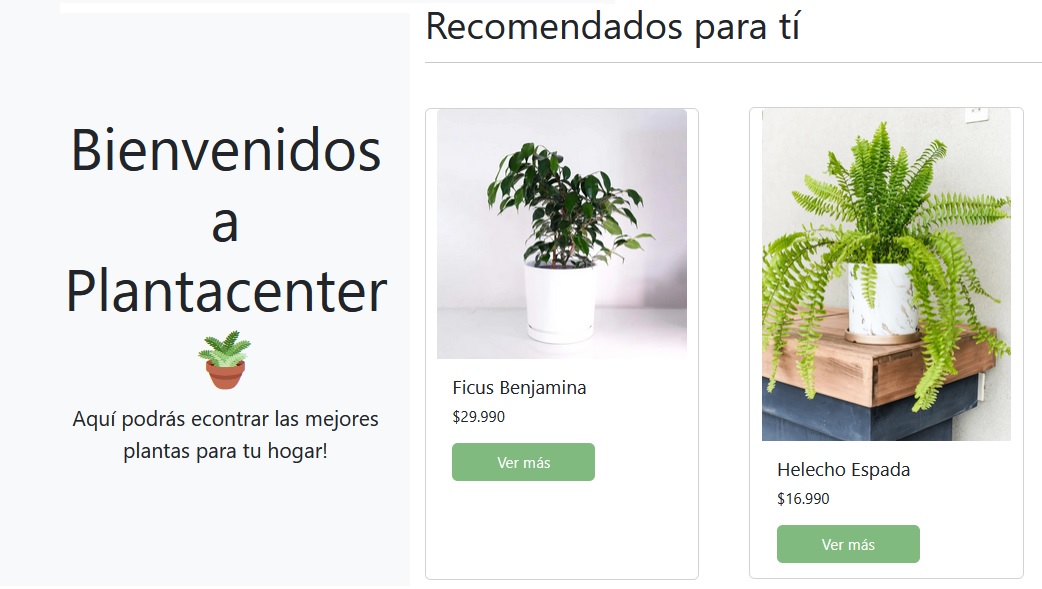 Bienvenidos
a
Plantacenter
Aquí podrás econtrar las mejores
plantas para tu hogar!
Recomendados para tí
Ficus Benjamina
$29.990
Ver más
Helecho Espada
$16.990
Ver más